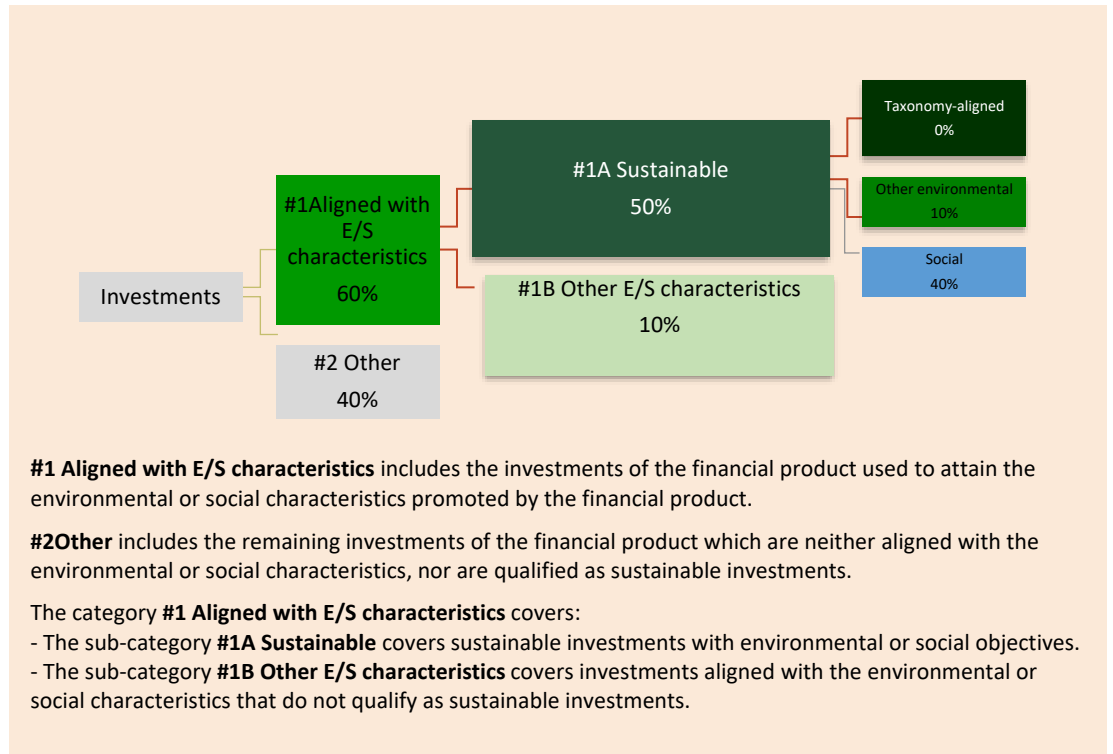 Taxonomy-aligned
0%
#1A Sustainable
50%
#1Aligned with
E/S
characteristics
60%
Other environmental
10%
Social
40%
Investments
#1B Other E/S characteristics
10%
#2 Other
40%
#1 Aligned with E/S characteristics includes the investments of the financial product used to attain the
environmental or social characteristics promoted by the financial product.
#2Other includes the remaining investments of the financial product which are neither aligned with the
environmental or social characteristics, nor are qualified as sustainable investments.
The category #1 Aligned with E/S characteristics covers:
- The sub-category #1A Sustainable covers sustainable investments with environmental or social objectives.
- The sub-category #1B Other E/S characteristics covers investments aligned with the environmental or
social characteristics that do not qualify as sustainable investments.